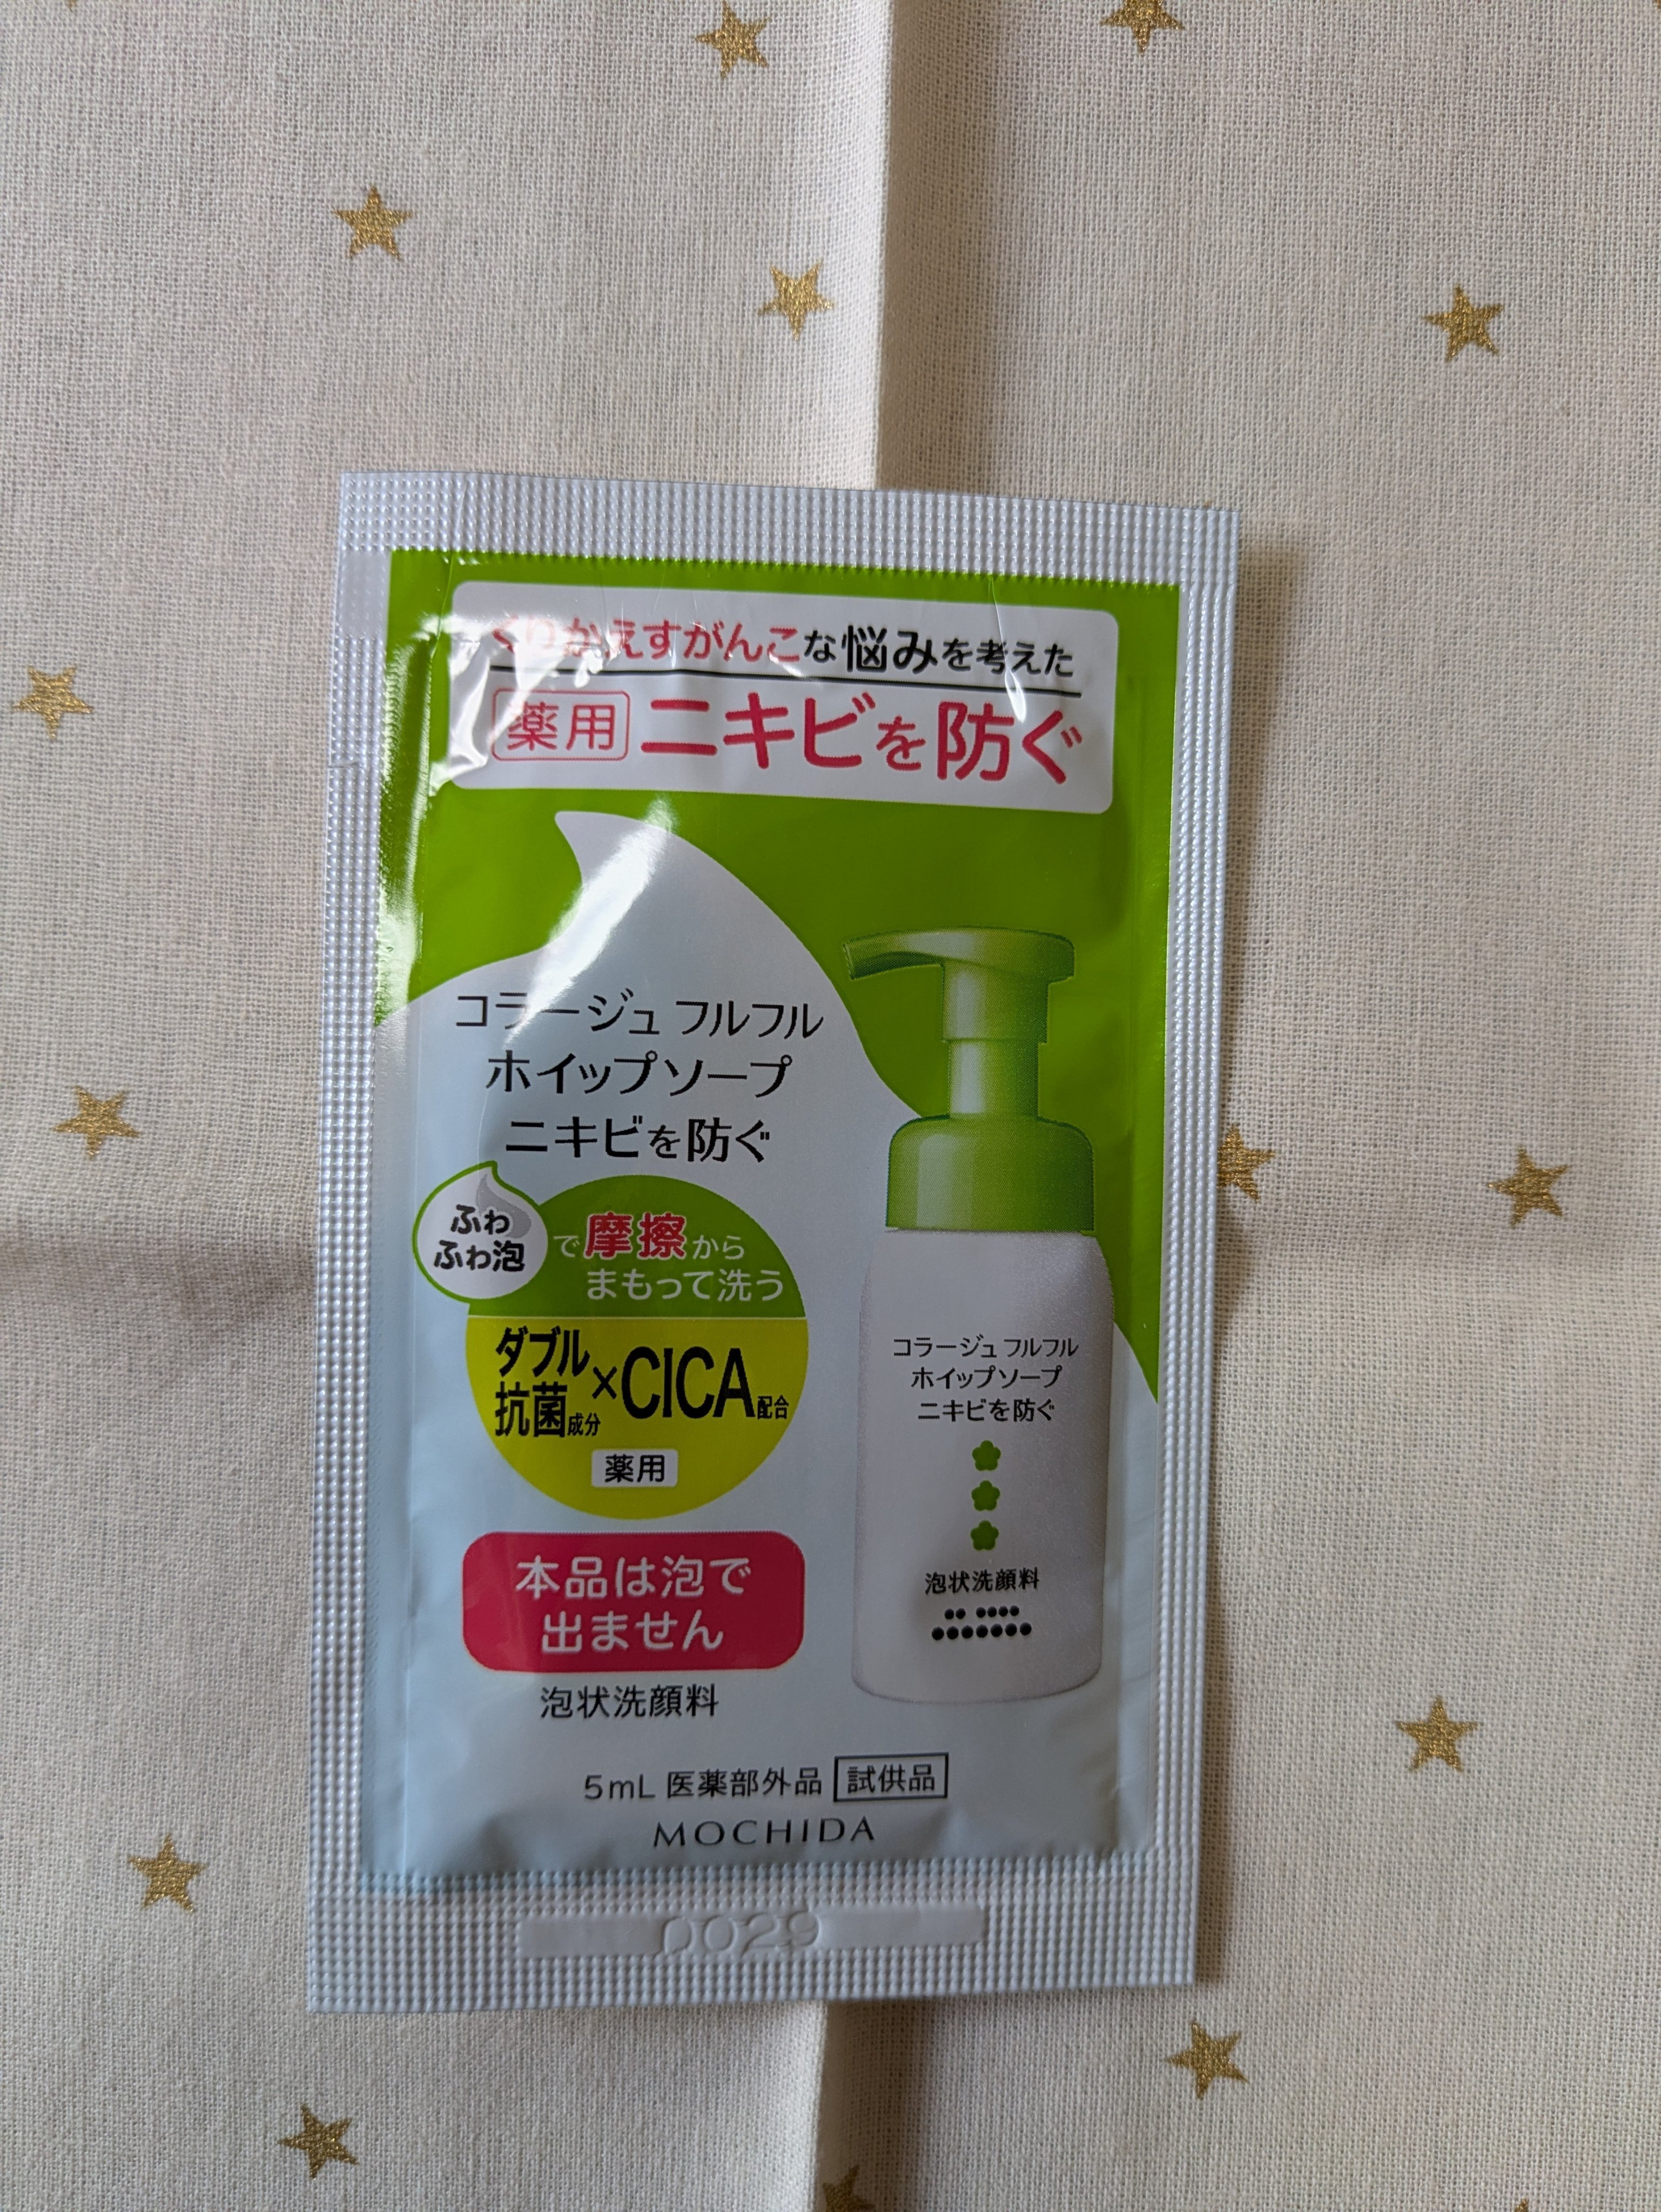 くりかえすがんこな悩みを考えた
薬用 ニキビを防ぐ
コラージュフルフル
ホイップソープ
ニキビを防ぐ
ふわ
ふわ泡
で摩擦から
まもって洗う
ダブル
抗菌成分
×CICA配合
薬用
本品は泡で
出ません
泡状洗顔料
コラージュフルフル
ホイップソープ
ニキビを防ぐ
泡状洗顔料
5mL 医薬部外品 試供品
MOCHIDA
0029